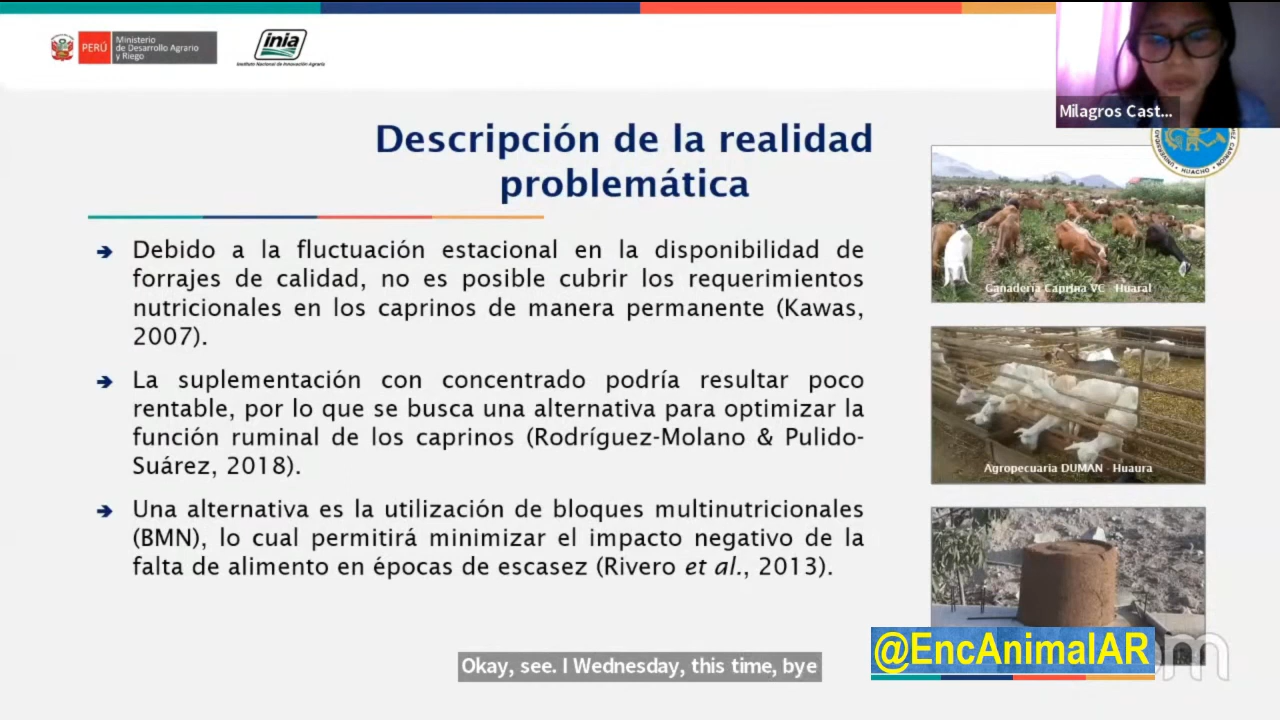 PERÚ
Ministerio
de Desarrollo Agrario
y Riego
inia
Instituto Nacional de Innovación Agraria
Milagros Cast...
HUACHO
Descripción de la realidad
problemática
➔ Debido a la fluctuación estacional en la disponibilidad de
forrajes de calidad, no es posible cubrir los requerimientos
nutricionales en los caprinos de manera permanente (Kawas,
2007).
➔ La suplementación con concentrado podría resultar poco
rentable, por lo que se busca una alternativa para optimizar la
función ruminal de los caprinos (Rodríguez-Molano & Pulido-
Suárez, 2018).
➔ Una alternativa es la utilización de bloques multinutricionales
(BMN), lo cual permitirá minimizar el impacto negativo de la
falta de alimento en épocas de escasez (Rivero et al., 2013).
Ganadería Caprina VC - Huaral
Agropecuaria DUMAN - Huaura
@EncAnimalAR
Okay, see. I Wednesday, this time, bye